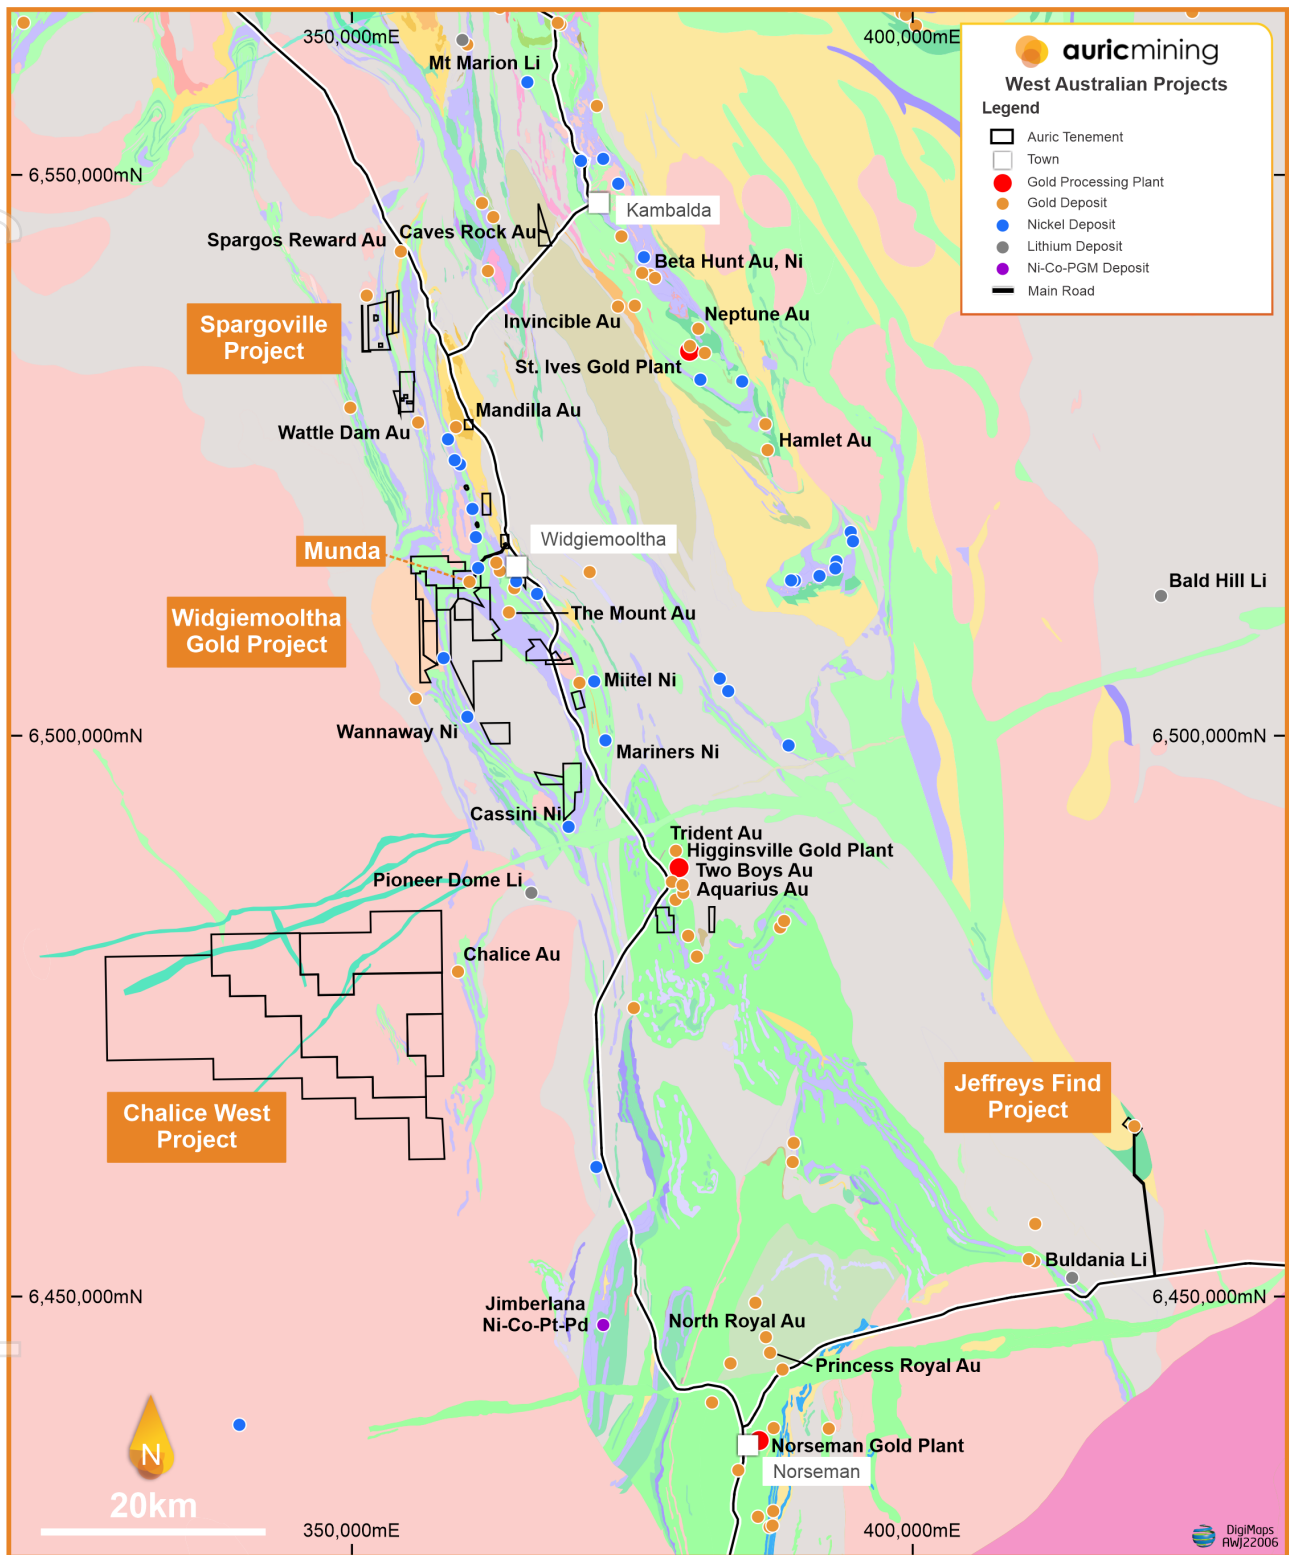 350,000mE
400,000mE
auricmining
West Australian Projects
Legend
Auric Tenement
Town
Gold Processing Plant
Gold Deposit
Nickel Deposit
Lithium Deposit
Ni-Co-PGM Deposit
Main Road
Mt Marion Li
6,550,000mN
Kambalda
Caves Rock Au
Spargos Reward Au
Beta Hunt Au, Ni
Spargoville
Project
Invincible Au
Neptune Au
St. Ives Gold Plant
Mandilla Au
Wattle Dam Au
Hamlet Au
Widgiemooltha
Munda
Bald Hill Li
Widgiemooltha
Gold Project
The Mount Au
Miitel Ni
Wannaway Ni
6,500,000mN
Mariners Ni
6,500,000mN
Cassini Ni
Trident Au
Higginsville Gold Plant
Two Boys Au
Aquarius Au
Pioneer Dome Li
Chalice Au
Jeffreys Find
Project
Chalice West
Project
Buldania Li
6,450,000mN
6,450,000mN
Jimberlana
Ni-Co-Pt-Pd
North Royal Au
Princess Royal Au
Norseman Gold Plant
Norseman
N
20km
350,000mE
400,000mE
DigiMaps
AWJ22006